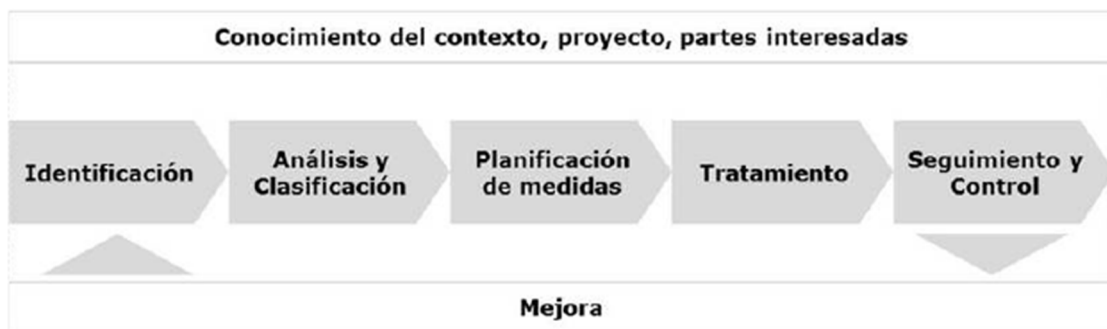 Conocimiento del contexto, proyecto, partes interesadas
Identificación
Análisis y
Clasificación
Planificación
de medidas
Tratamiento
Seguimiento y
Control
Mejora